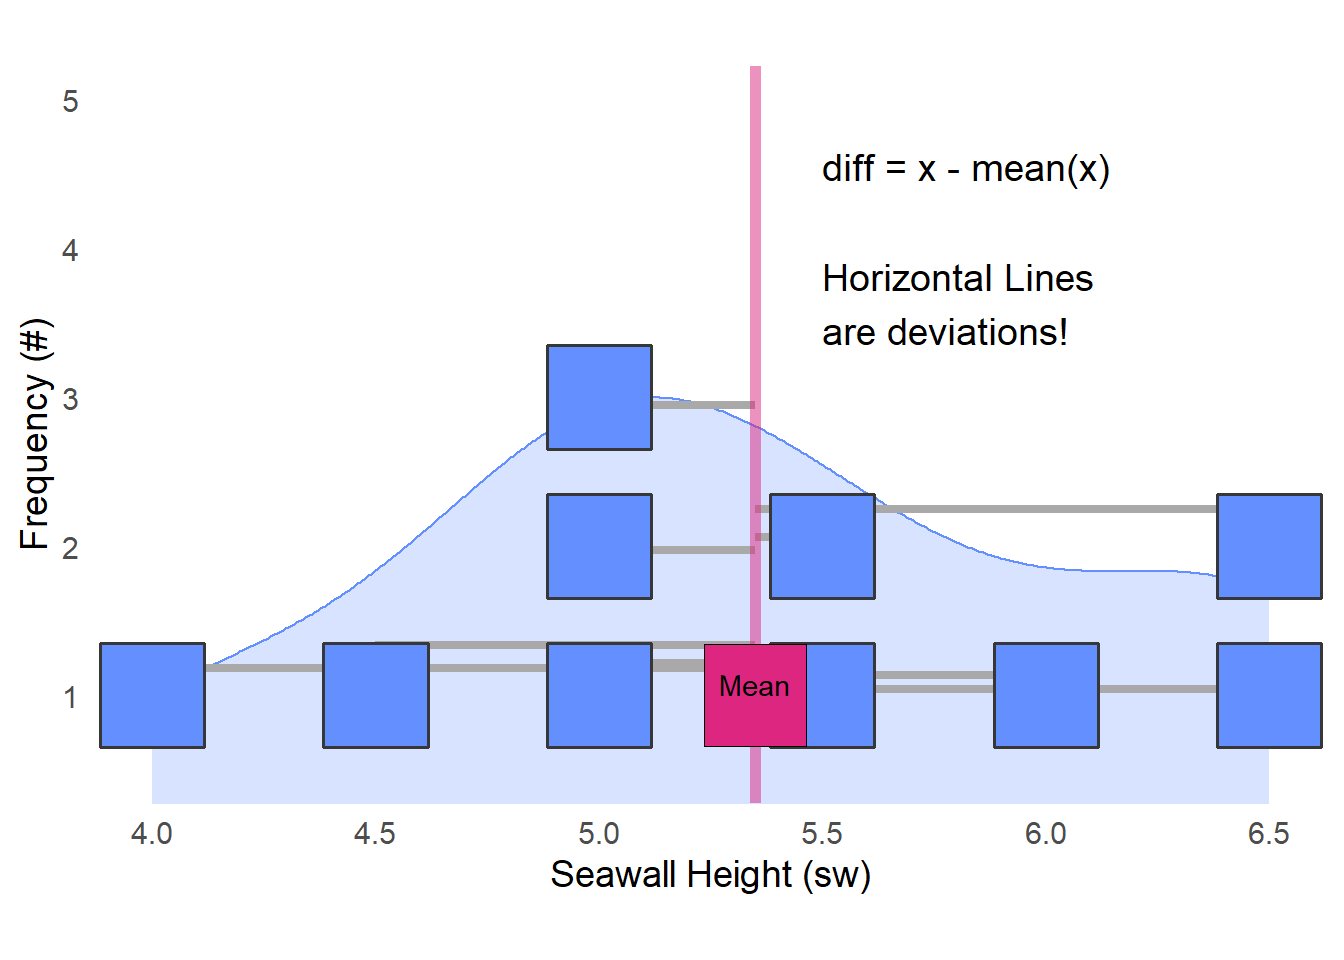 5
diff = x - mean(x)
4
Horizontal Lines
are deviations!
Frequency (#)
3
2
1
Mean
4.0 4.5 5.0 5.5 6.0 6.5
Seawall Height (sw)